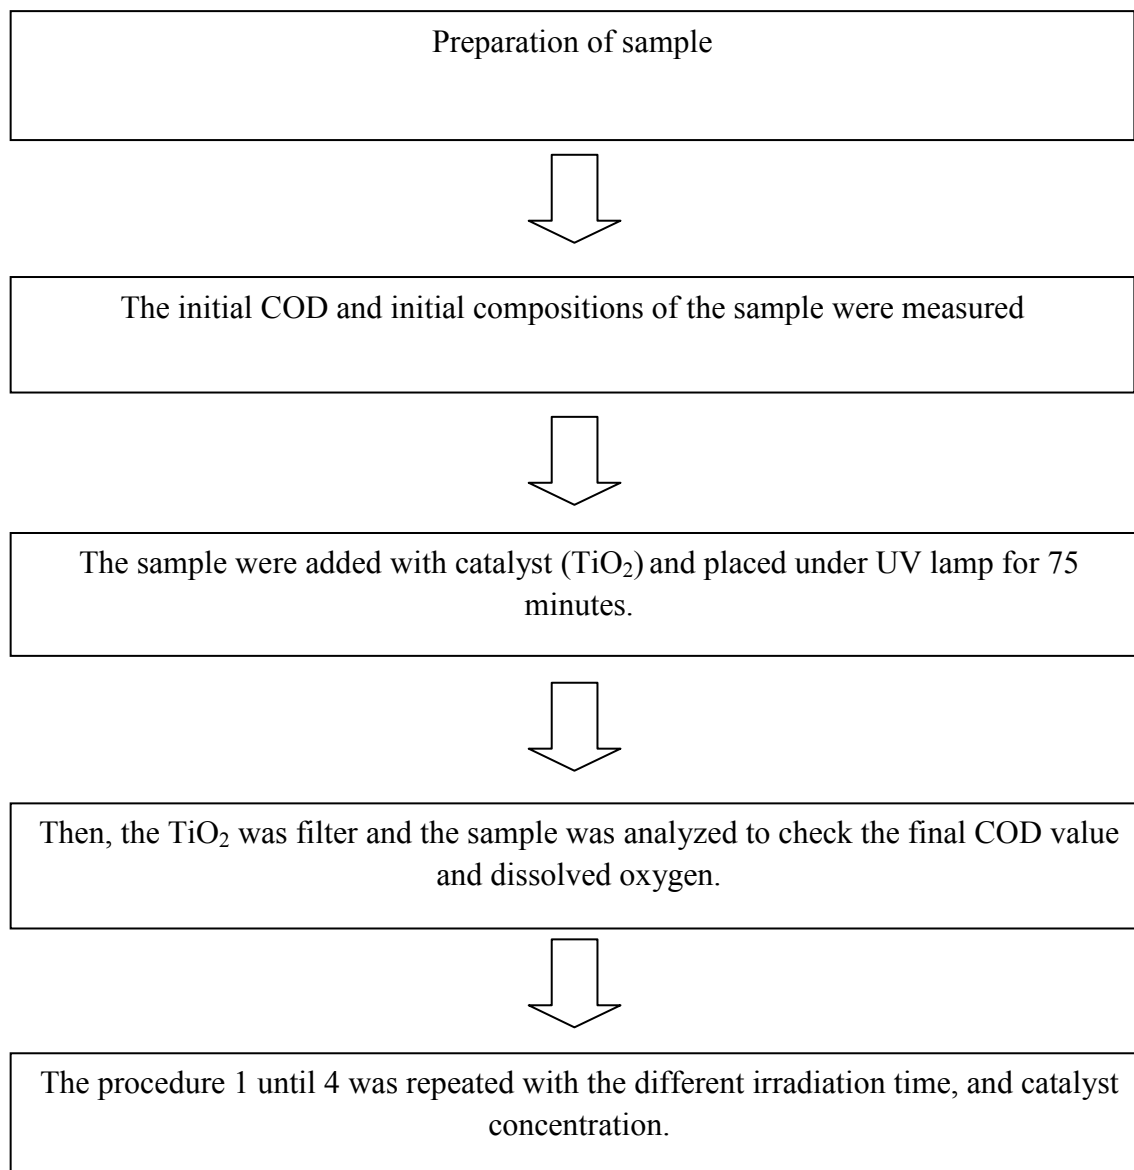 Preparation of sample
The initial COD and initial compositions of the sample were measured
The sample were added with catalyst (TiO₂) and placed under UV lamp for 75
minutes.
Then, the TiO₂ was filter and the sample was analyzed to check the final COD value
and dissolved oxygen.
The procedure 1 until 4 was repeated with the different irradiation time, and catalyst
concentration.